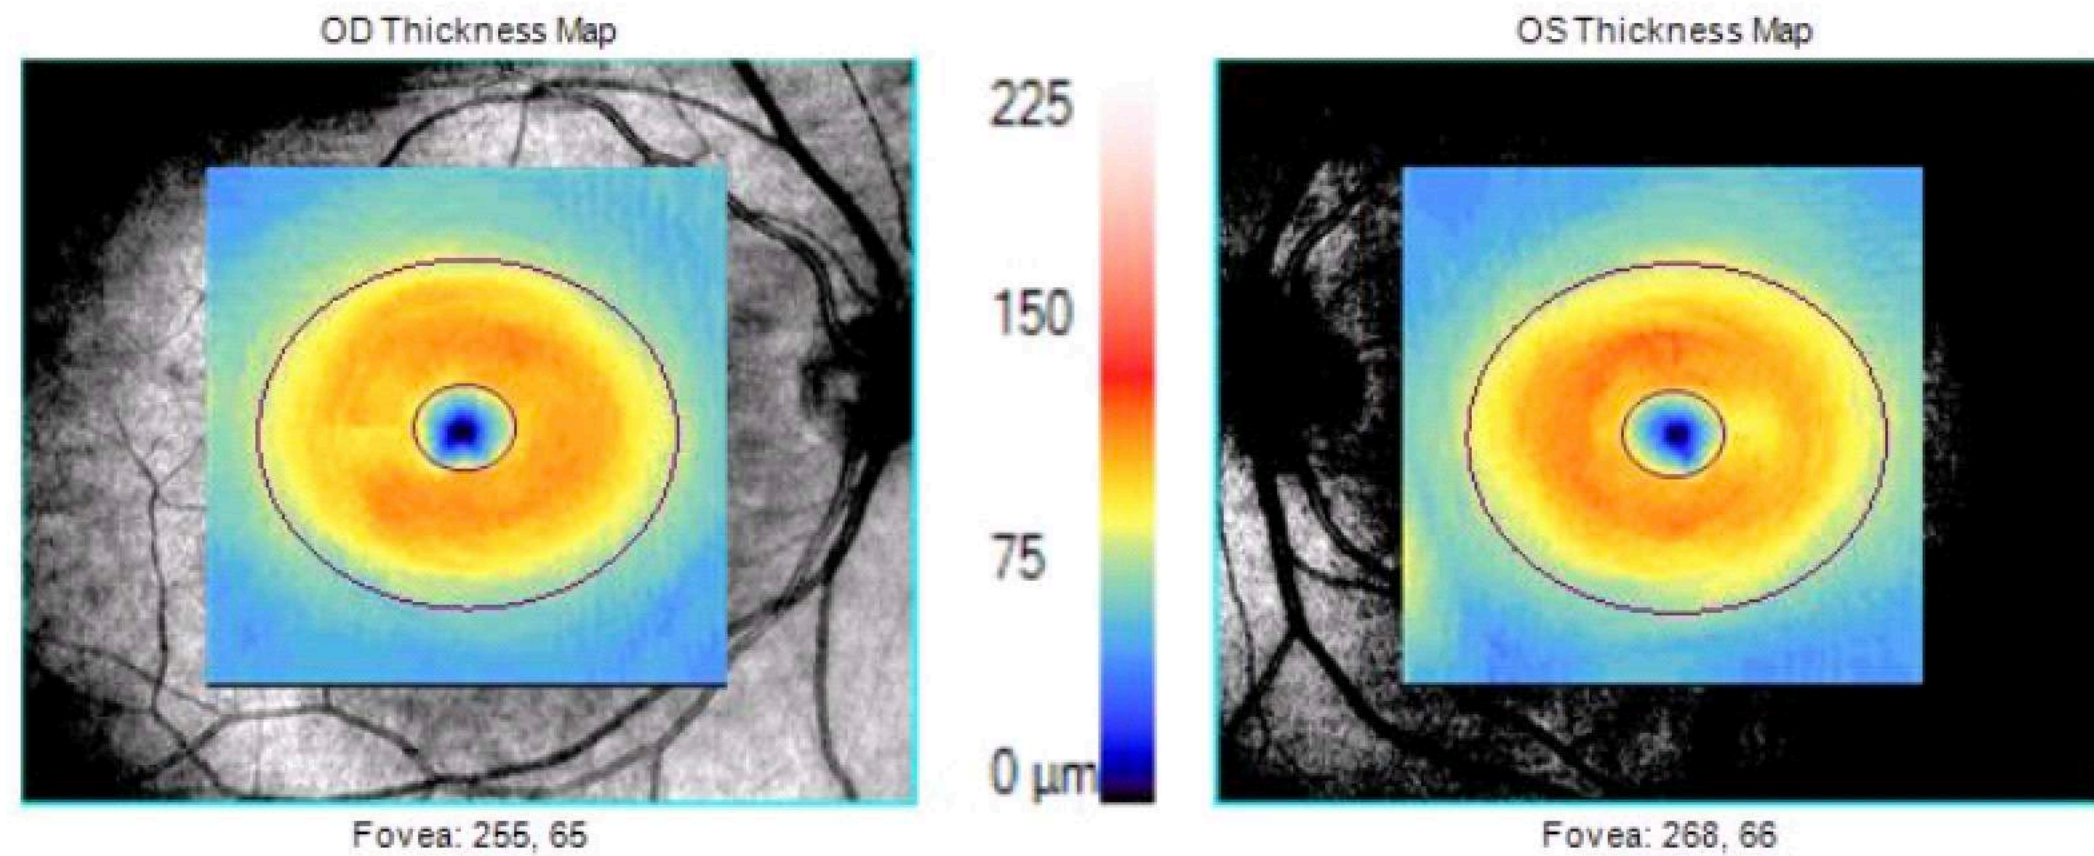 OD Thickness Map
OS Thickness Map
225
150
75
0 µm
Fovea: 255, 65
Fovea: 268, 66